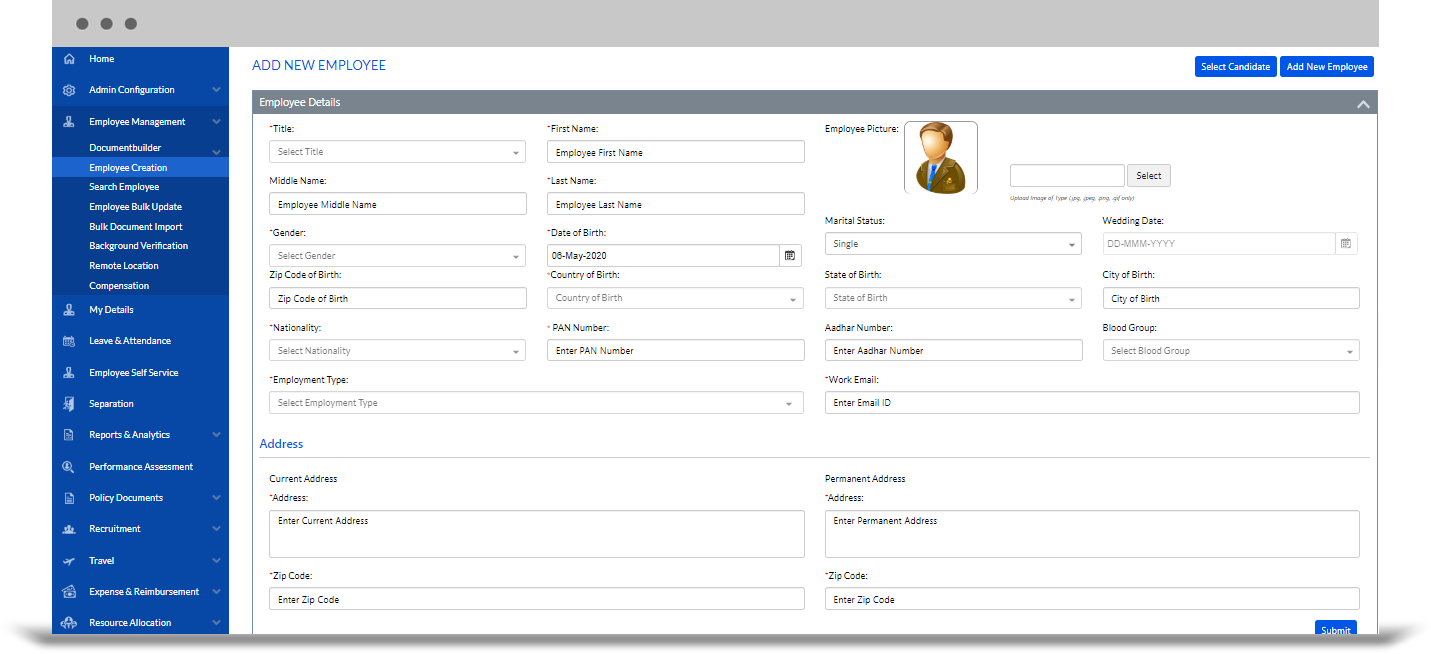 Home
Admin Configuration
Employee Management
Documentbuilder
Employee Creation
Search Employee
Employee Bulk Update
Bulk Document Import
Background Verification
Remote Location
Compensation
My Details
Leave & Attendance
Employee Self Service
Separation
Reports & Analytics
Performance Assessment
Policy Documents
Recruitment
Travel
Expense & Reimbursement
Resource Allocation
ADD NEW EMPLOYEE
Select Candidate Add New Employee
Employee Details
*Title: *First Name: Employee Picture:
Select Title Employee First Name
Select
Upload Image of Type (.jpg, .jpeg, .png, .gif only)
Middle Name: *Last Name:
Employee Middle Name Employee Last Name
Marital Status: Wedding Date:
*Gender: *Date of Birth:
Single DD-MMM-YYYY
Select Gender 06-May-2020
Zip Code of Birth: *Country of Birth: State of Birth: City of Birth:
Zip Code of Birth Country of Birth State of Birth City of Birth
*Nationality: * PAN Number: Aadhar Number: Blood Group:
Select Nationality Enter PAN Number Enter Aadhar Number Select Blood Group
*Employment Type: *Work Email:
Select Employment Type Enter Email ID
Address
Current Address Permanent Address
*Address: *Address:
Enter Current Address Enter Permanent Address
*Zip Code: *Zip Code:
Enter Zip Code Enter Zip Code
Submit